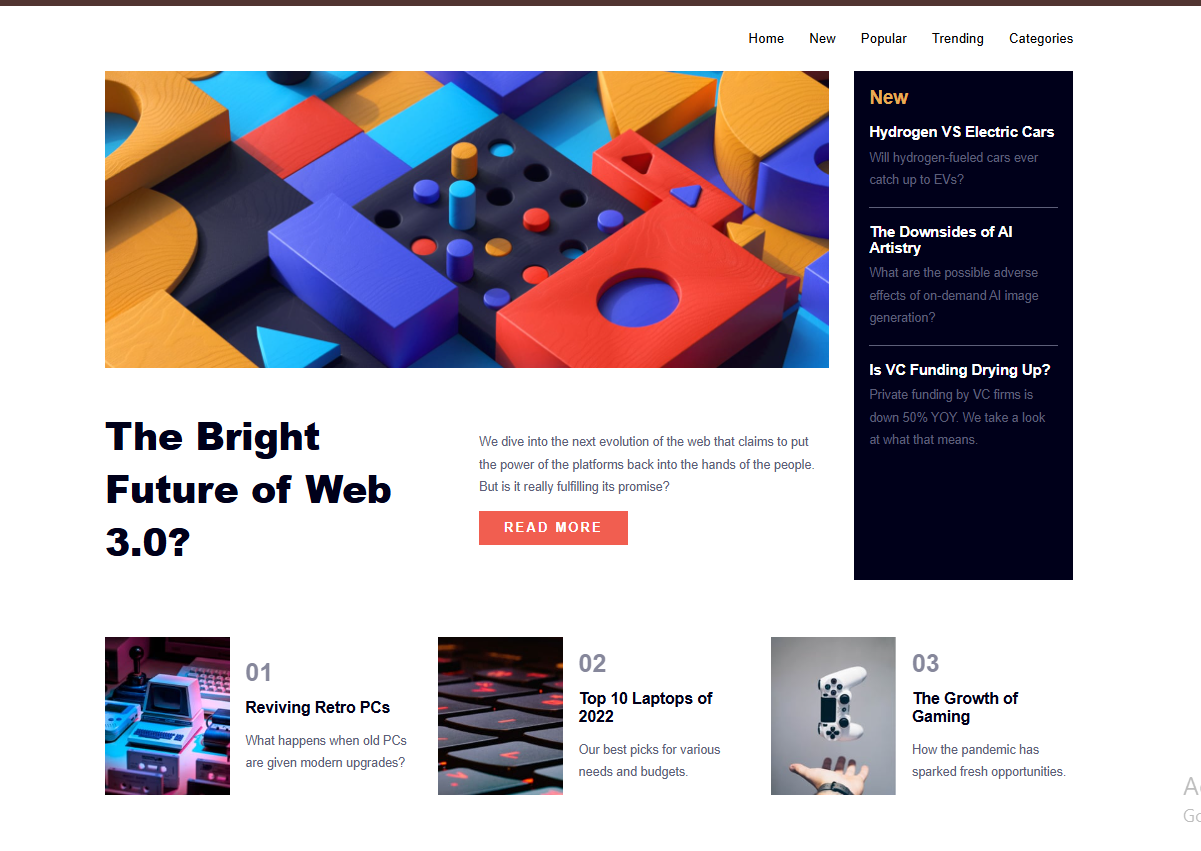 Home New Popular Trending Categories
New
Hydrogen VS Electric Cars
Will hydrogen-fueled cars ever
catch up to EVs?
The Downsides of AI
Artistry
What are the possible adverse
effects of on-demand AI image
generation?
Is VC Funding Drying Up?
Private funding by VC firms is
down 50% YOY. We take a look
at what that means.
The Bright
Future of Web
3.0?
We dive into the next evolution of the web that claims to put
the power of the platforms back into the hands of the people.
But is it really fulfilling its promise?
READ MORE
01
Reviving Retro PCs
What happens when old PCs
are given modern upgrades?
02
Top 10 Laptops of
2022
Our best picks for various
needs and budgets.
03
The Growth of
Gaming
How the pandemic has
sparked fresh opportunities.